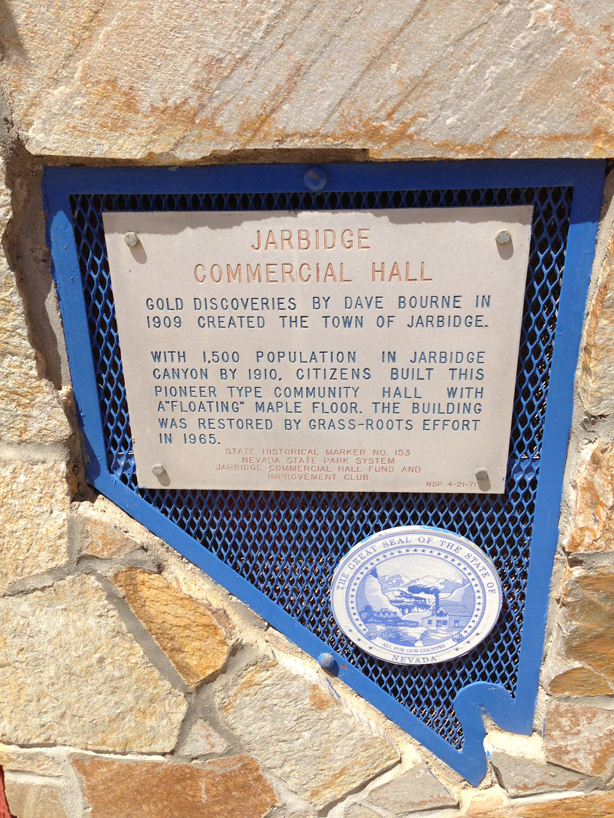 JARBIDGE
COMMERCIAL HALL
GOLD DISCOVERIES BY DAVE BOURNE IN
1909 CREATED THE TOWN OF JARBIDGE.
WITH 1,500 POPULATION IN JARBIDGE
CANYON BY 1910, CITIZENS BUILT THIS
PIONEER TYPE COMMUNITY HALL WITH
A "FLOATING" MAPLE FLOOR. THE BUILDING
WAS RESTORED BY GRASS-ROOTS EFFORT
IN 1965.
STATE HISTORICAL MARKER NO. 153
NEVADA STATE PARK SYSTEM
JARBIDGE COMMERCIAL HALL FUND AND
IMPROVEMENT CLUB
NSP 4-21-71
THE GREAT SEAL OF THE STATE OF
ALL FOR OUR COUNTRY
NEVADA